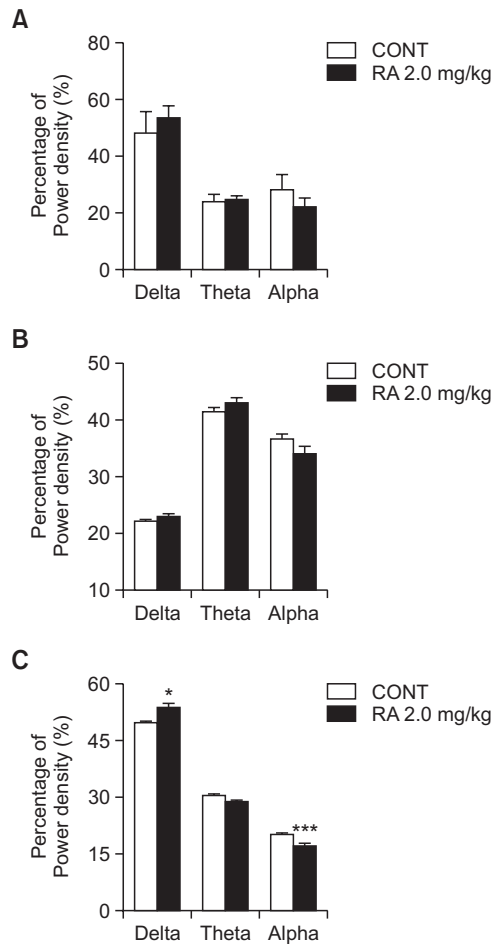 A
80
60
40
20
0
Percentage of
Power density (%)
Delta Theta Alpha
CONT
RA 2.0 mg/kg
B
50
40
30
20
10
Percentage of
Power density (%)
Delta Theta Alpha
CONT
RA 2.0 mg/kg
C
60
45
30
15
0
Percentage of
Power density (%)
*
***
Delta Theta Alpha
CONT
RA 2.0 mg/kg